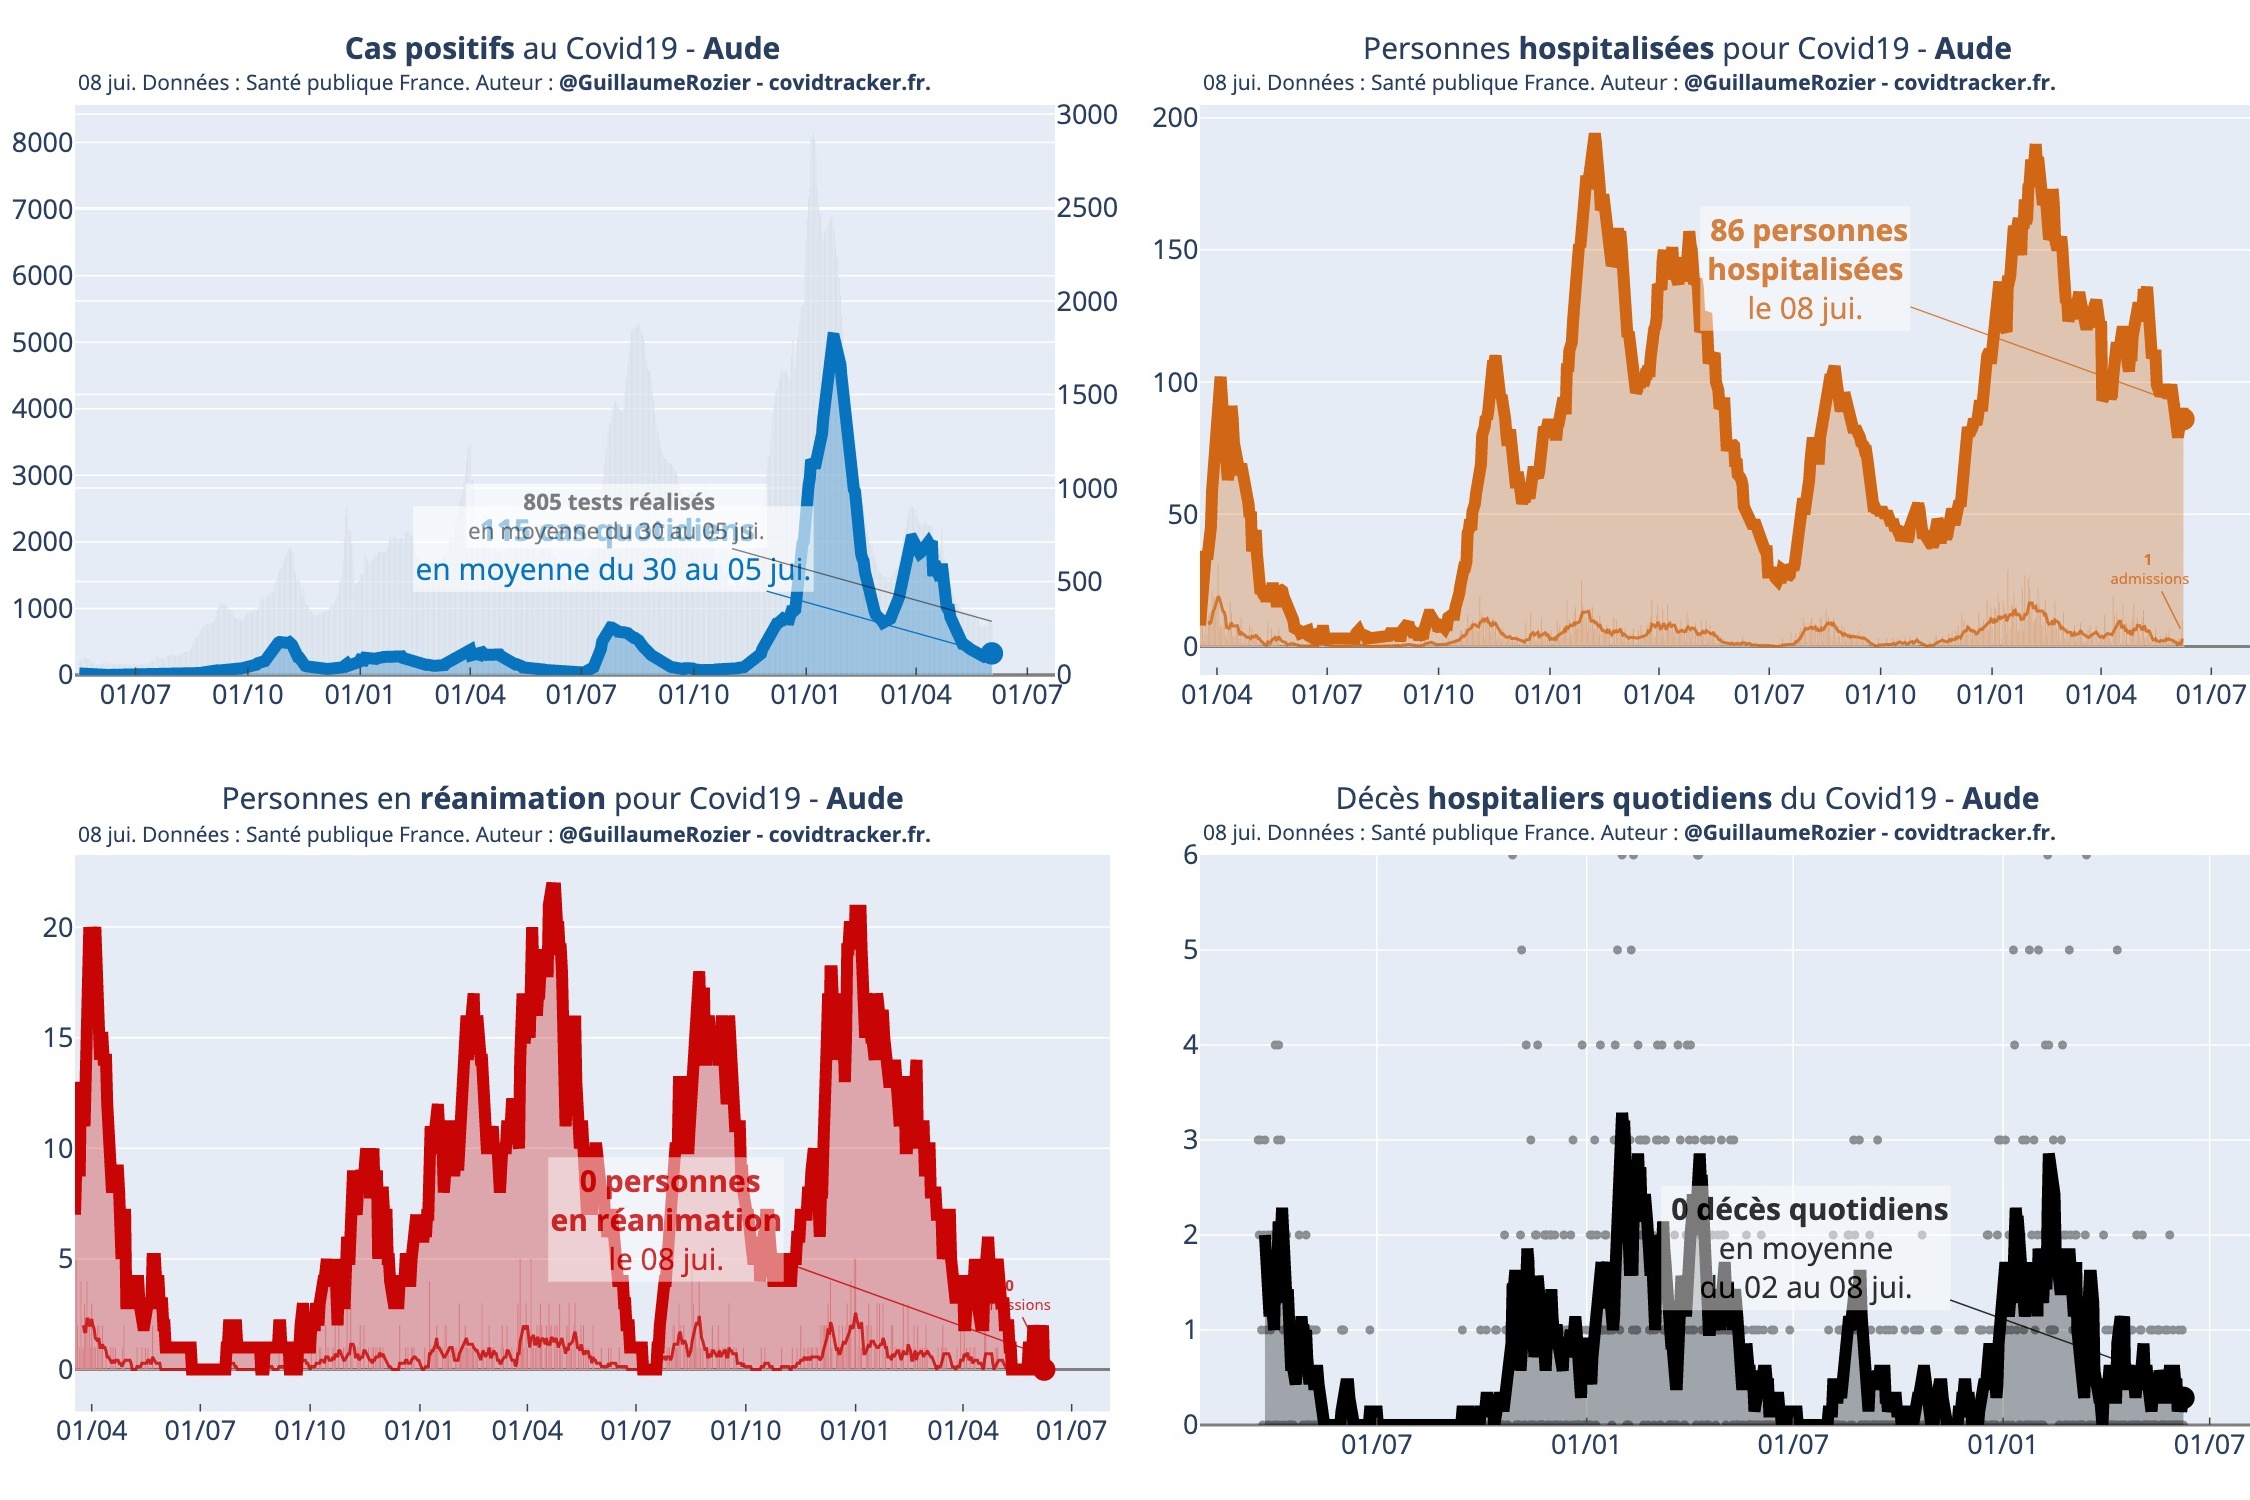 Cas positifs au Covid19 - Aude
08 jui. Données : Santé publique France. Auteur : @GuillaumeRozier - covidtracker.fr.
8000
7000
6000
5000
4000
3000
2000
1000
0
3000
2500
2000
1500
1000
500
0
805 tests réalisés
en moyenne du 30 au 05 jui.
115 cas quotidiens
en moyenne du 30 au 05 jui.
01/07 01/10 01/01 01/04 01/07 01/10 01/01 01/04 01/07
Personnes hospitalisées pour Covid19 - Aude
08 jui. Données : Santé publique France. Auteur : @GuillaumeRozier - covidtracker.fr.
200
150
100
50
0
86 personnes
hospitalisées
le 08 jui.
1
admissions
01/04 01/07 01/10 01/01 01/04 01/07 01/10 01/01 01/04 01/07
Personnes en réanimation pour Covid19 - Aude
08 jui. Données : Santé publique France. Auteur : @GuillaumeRozier - covidtracker.fr.
20
15
10
5
0
0 personnes
en réanimation
le 08 jui.
0
01/04 01/07 01/10 01/01 01/04 01/07 01/10 01/01 01/04 01/07
Décès hospitaliers quotidiens du Covid19 - Aude
08 jui. Données : Santé publique France. Auteur : @GuillaumeRozier - covidtracker.fr.
6
5
4
3
2
1
0
0 décès quotidiens
en moyenne
du 02 au 08 jui.
01/07 01/01 01/07 01/01 01/07